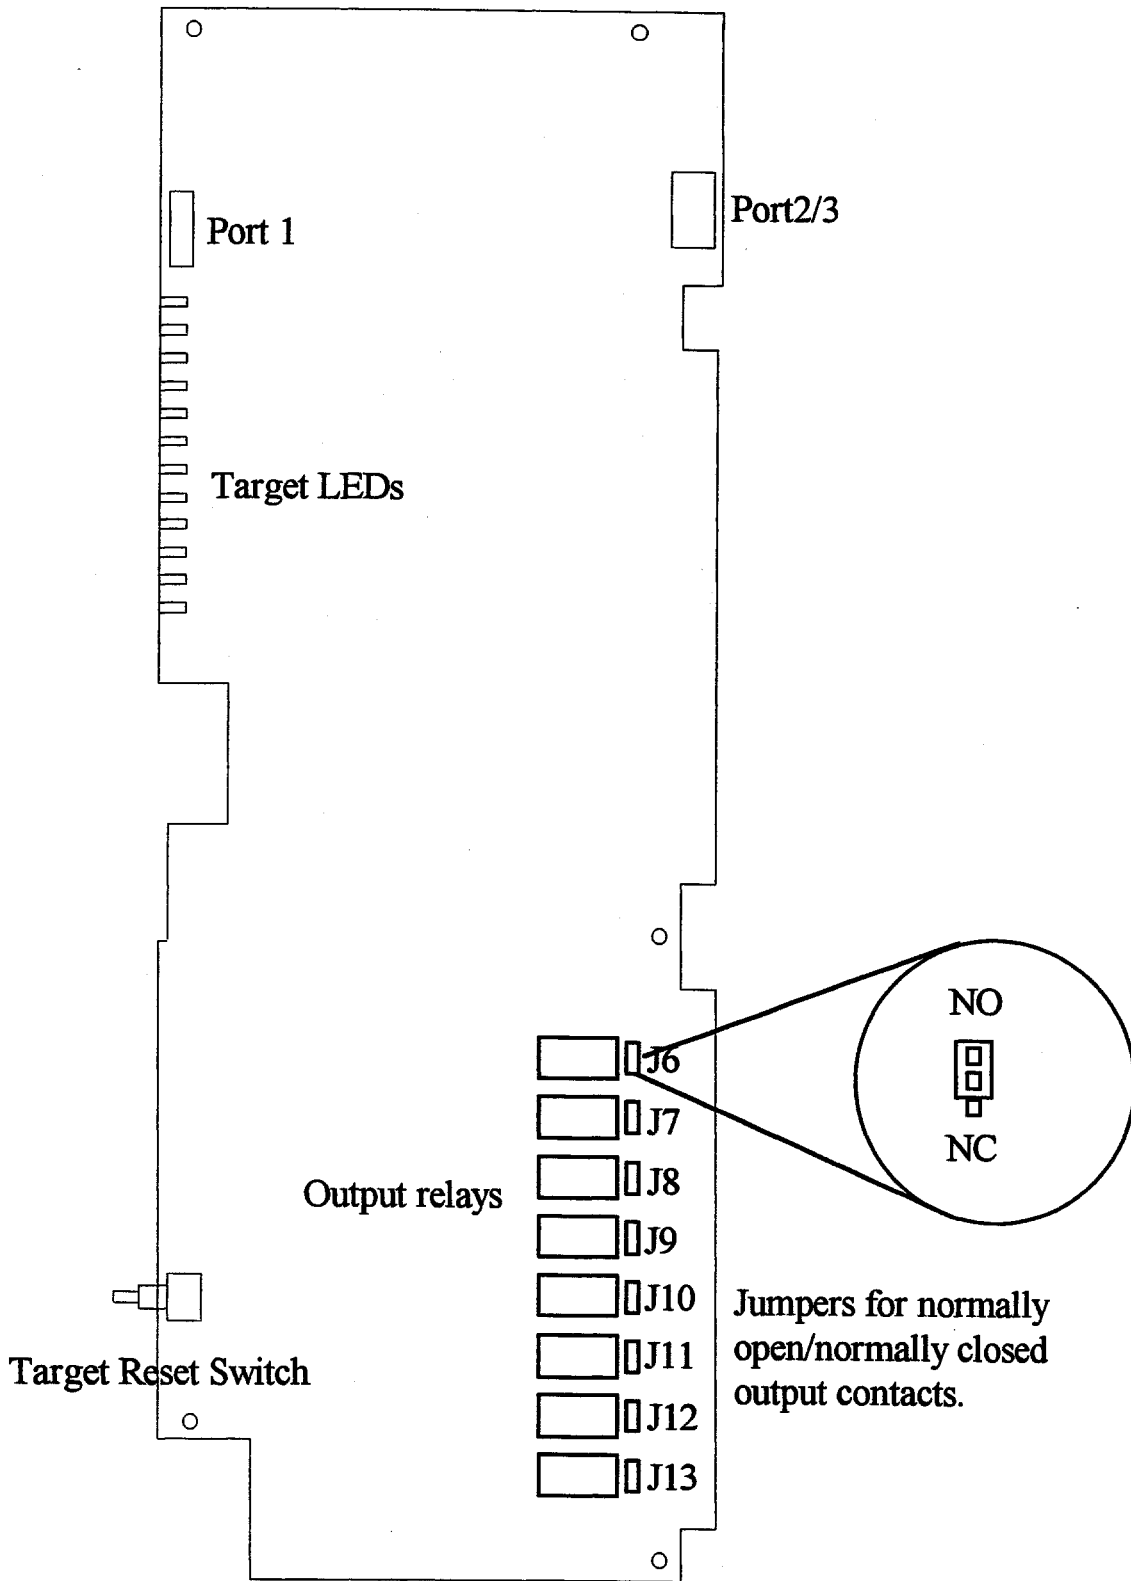 Port 1
Port2/3
Target LEDs
NO
NC
J6
J7
J8
J9
J10
J11
J12
J13
Output relays
Jumpers for normally
open/normally closed
output contacts.
Target Reset Switch